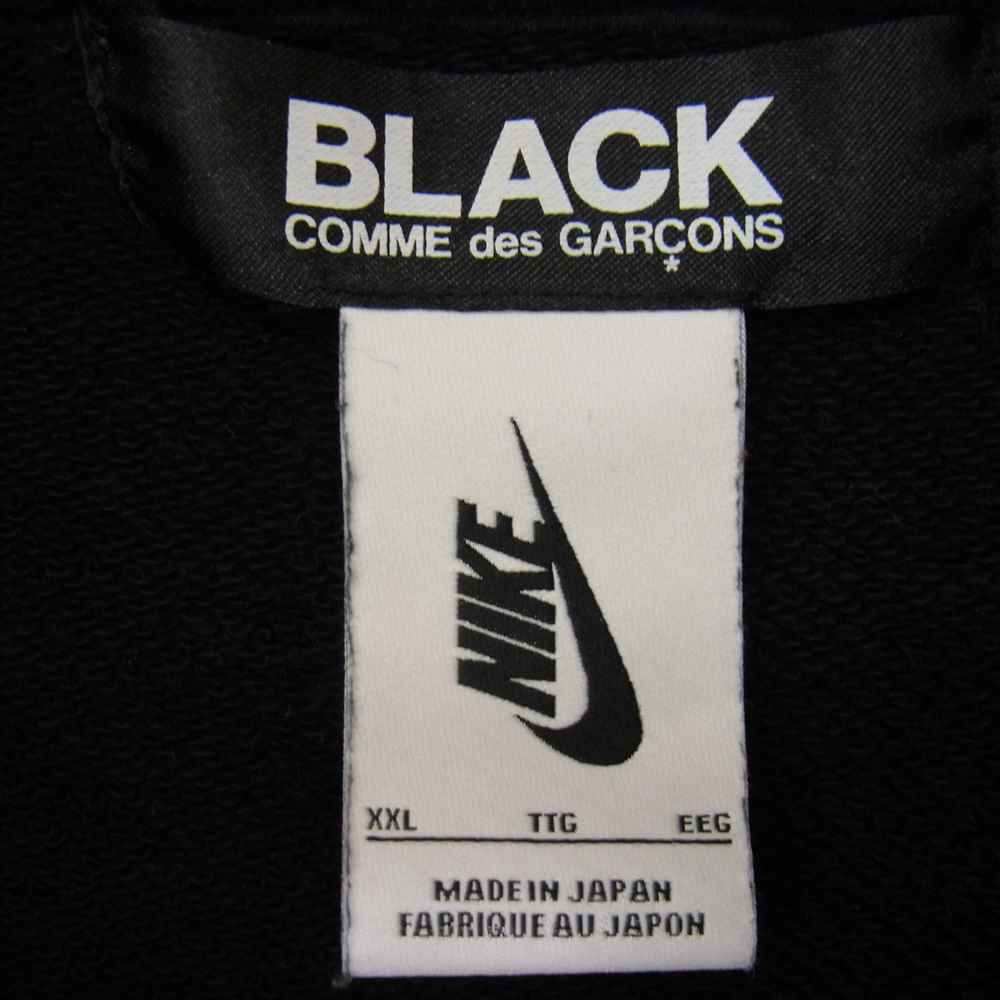 BLACK
COMME des GARÇONS
*
NIKE
XXL TTG EEG
MADE IN JAPAN
FABRIQUE AU JAPON